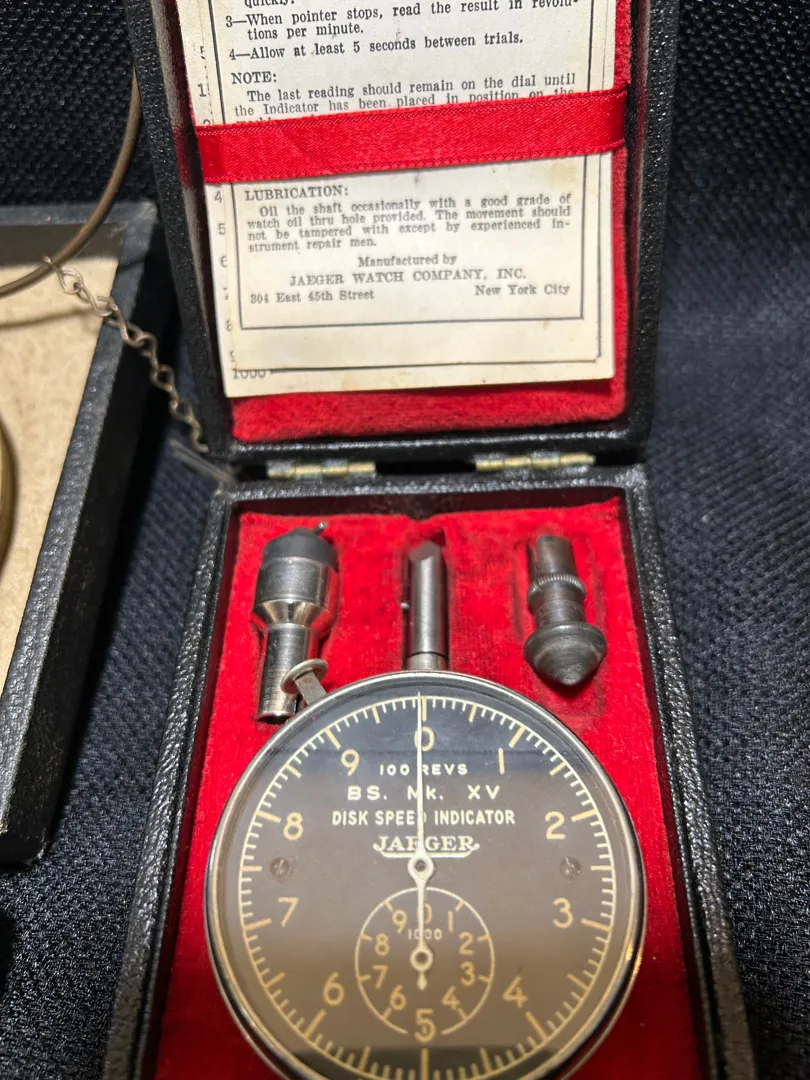 quickly.
3—When pointer stops, read the result in revolu-
tions per minute.
4—Allow at least 5 seconds between trials.
NOTE:
The last reading should remain on the dial until
the Indicator has been placed in position on the
LUBRICATION:
Oil the shaft occasionally with a good grade of
watch oil thru hole provided. The movement should
not be tampered with except by experienced in-
strument repair men.
Manufactured by
JAEGER WATCH COMPANY, INC.
304 East 45th Street New York City
4
5
1000
0
9 1
100 REVS
BS. Mk. XV
8 2
DISK SPEED INDICATOR
JAEGER
7 3
9 0 1
1000
8 2
7 3
6 4
5
6 4
5